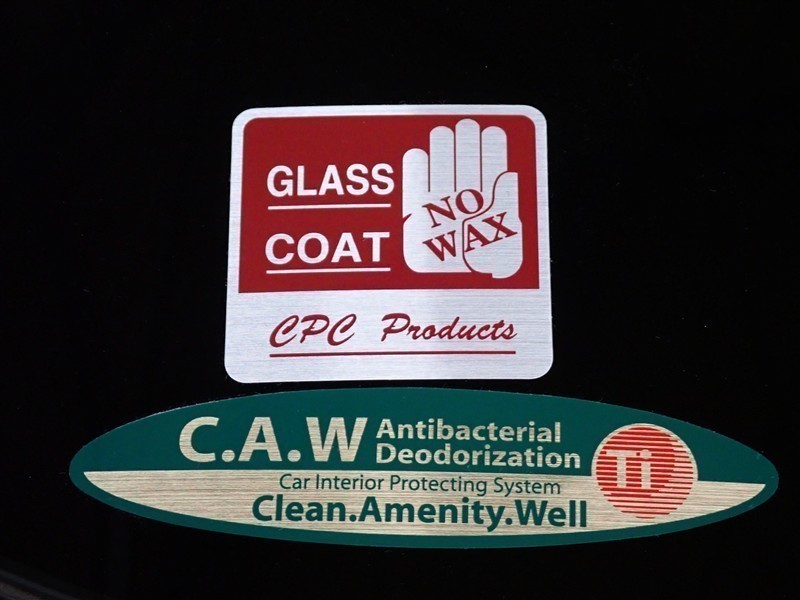 GLASS
COAT
NO
WAX
CPC Products
C.A.W
Antibacterial
Deodorization
Ti
Car Interior Protecting System
Clean.Amenity.Well